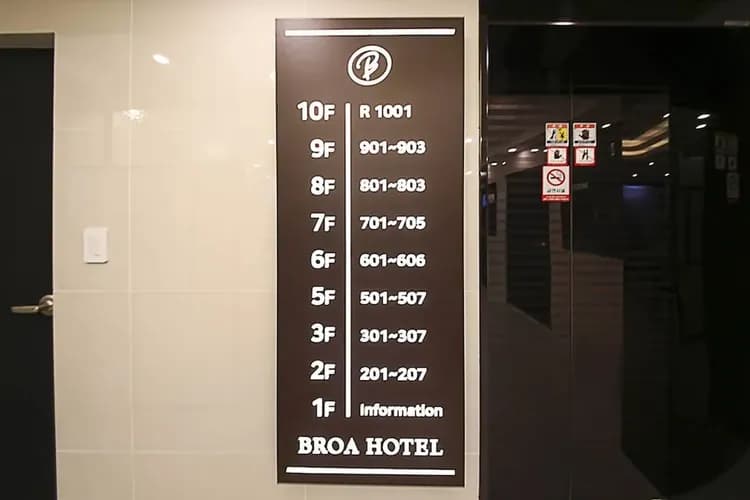 B
10F R 1001
9F 901~903
8F 801~803
7F 701~705
6F 601~606
5F 501~507
3F 301~307
2F 201~207
1F Information
BROA HOTEL